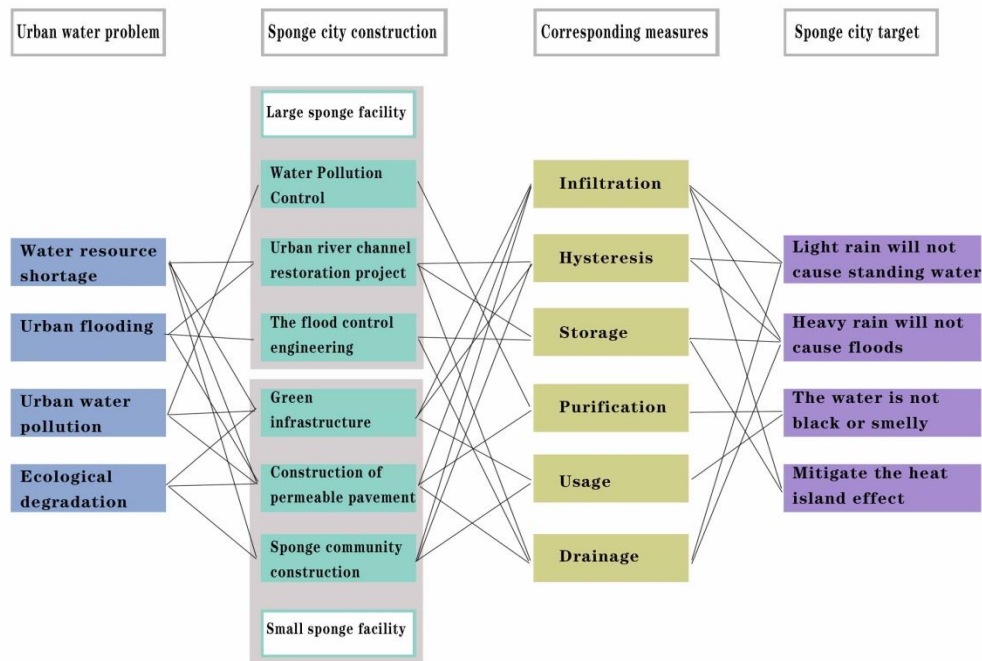 Urban water problem
Sponge city construction
Corresponding measures
Sponge city target
Large sponge facility
Water Pollution
Control
Urban river channel
restoration project
The flood control
engineering
Green
infrastructure
Construction of
permeable pavement
Sponge community
construction
Small sponge facility
Water resource
shortage
Urban flooding
Urban water
pollution
Ecological
degradation
Infiltration
Hysteresis
Storage
Purification
Usage
Drainage
Light rain will not
cause standing water
Heavy rain will not
cause floods
The water is not
black or smelly
Mitigate the heat
island effect